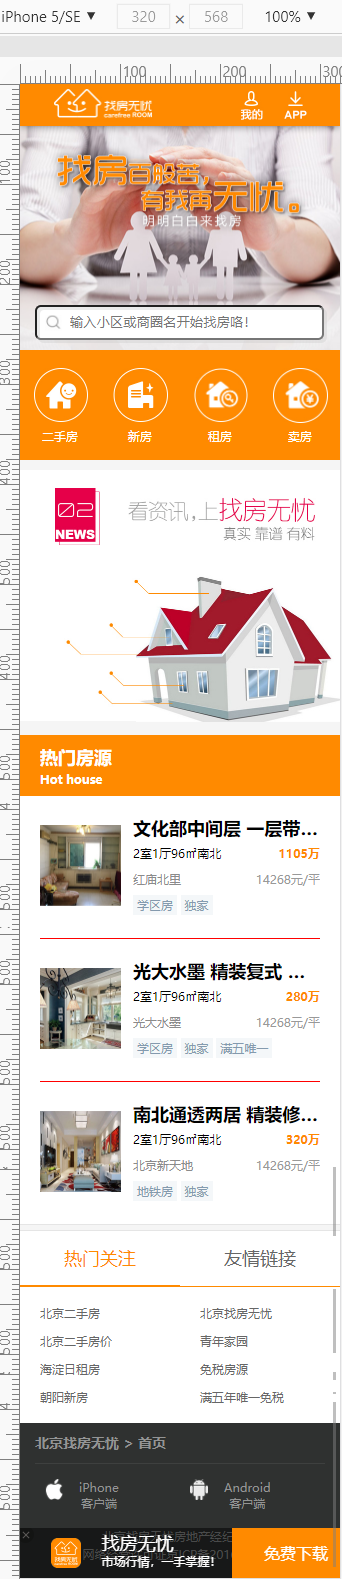 iPhone 5/SE ▼ 320 × 568 100% ▼
100 200 300
找房无忧
carefree ROOM
我的 APP
找房百般苦，
有我再无忧。
明明白白来找房
输入小区或商圈名开始找房咯!
二手房 新房 租房 卖房
02
NEWS
看资讯,上找房无忧
真实 靠谱 有料
热门房源
Hot house
文化部中间层 一层带...
2室1厅96㎡南北 1105万
红庙北里 14268元/平
学区房 独家
光大水墨 精装复式 ...
2室1厅96㎡南北 280万
光大水墨 14268元/平
学区房 独家 满五唯一
南北通透两居 精装修...
2室1厅96㎡南北 320万
北京新天地 14268元/平
地铁房 独家
热门关注 友情链接
北京二手房 北京找房无忧
北京二手房价 青年家园
海淀日租房 免税房源
朝阳新房 满五年唯一免税
北京找房无忧 > 首页
iPhone
客户端
Android
客户端
找房无忧
市场行情，一手掌握！
免费下载